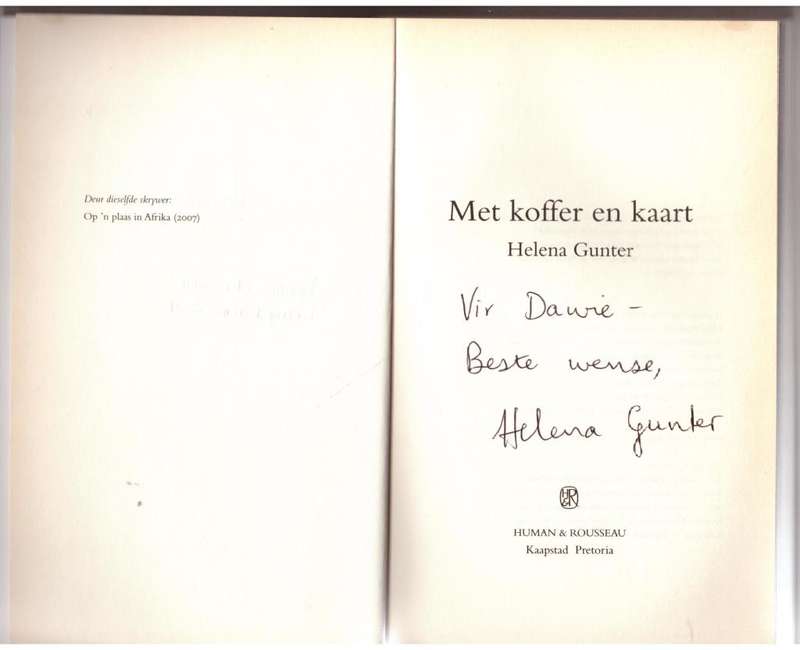 Deur dieselfde skrywer:
Op 'n plaas in Afrika (2007)
Met koffer en kaart
Helena Gunter
Vir Dawie –
Beste wense,
Helena Gunter
H&R
HUMAN & ROUSSEAU
Kaapstad Pretoria